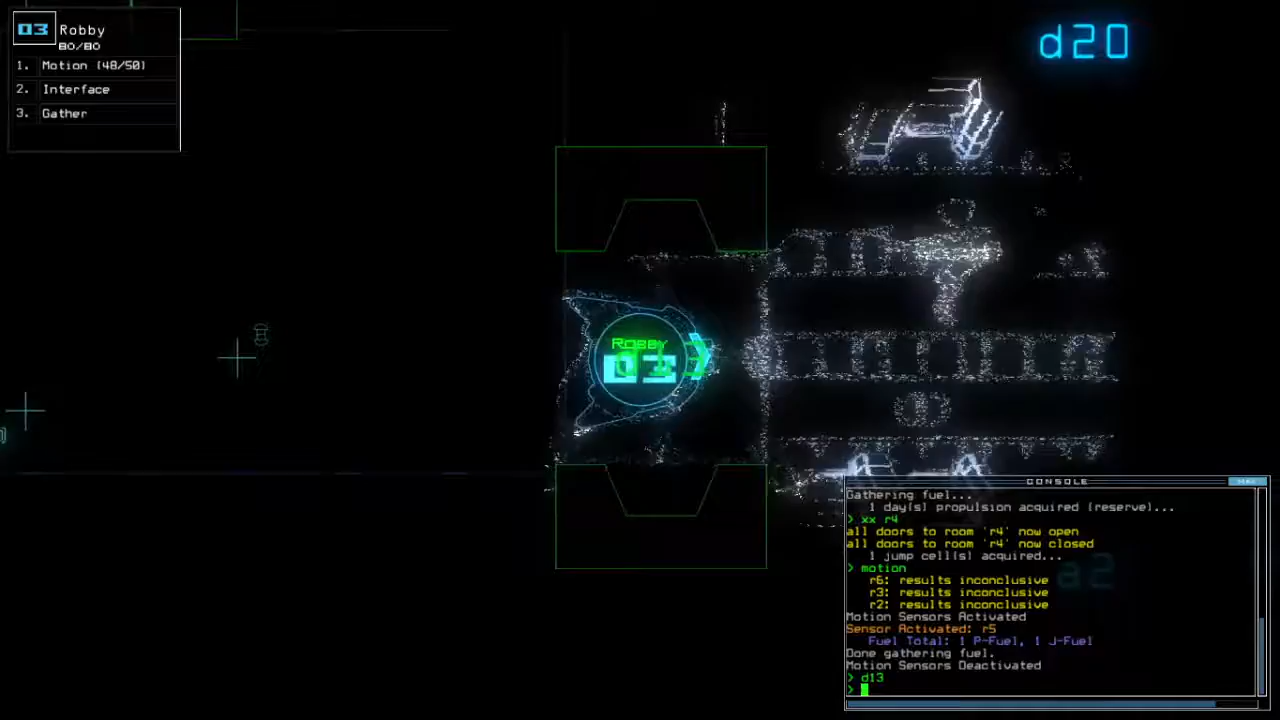 03 Robby
80/80
1. Motion (48/50)
2. Interface
3. Gather
d20
Robby
03
d13
CONSOLE
Gathering fuel...
1 day(s) propulsion acquired (reserve)...
> xx r4
all doors to room 'r4' now open
all doors to room 'r4' now closed
1 jump cell(s) acquired...
> motion
r6: results inconclusive
r3: results inconclusive
r2: results inconclusive
Motion Sensors Activated
Sensor Activated: r5
Fuel Total: 1 P-Fuel, 1 J-Fuel
Done gathering fuel.
Motion Sensors Deactivated
> d13
>
a2